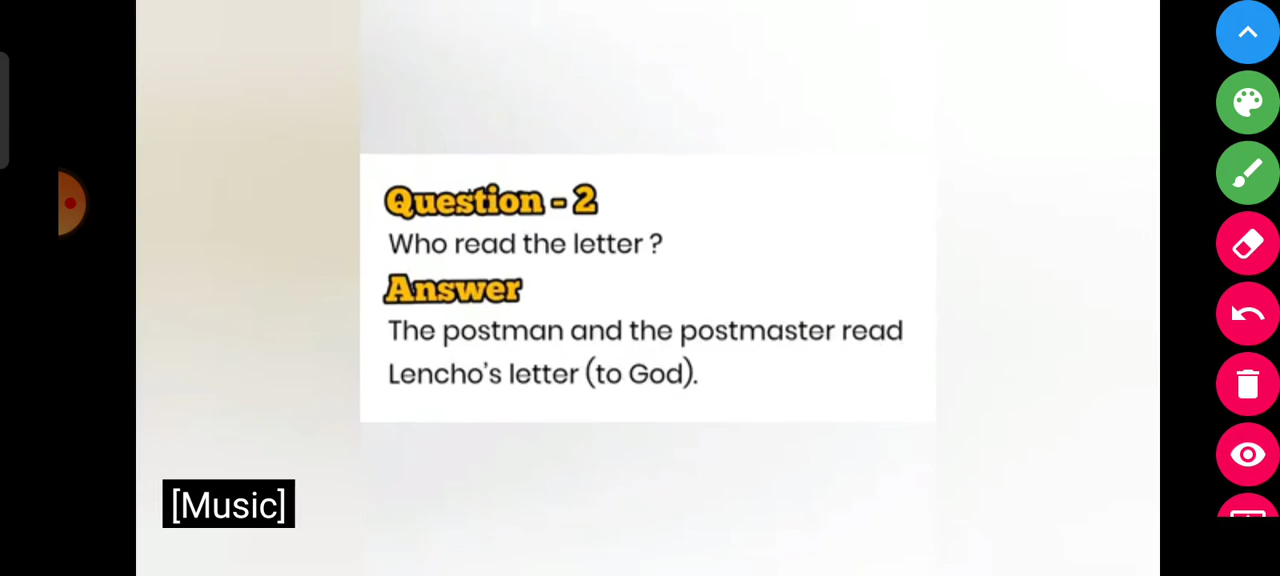 Question - 2
Who read the letter ?
Answer
The postman and the postmaster read
Lencho's letter (to God).
[Music]